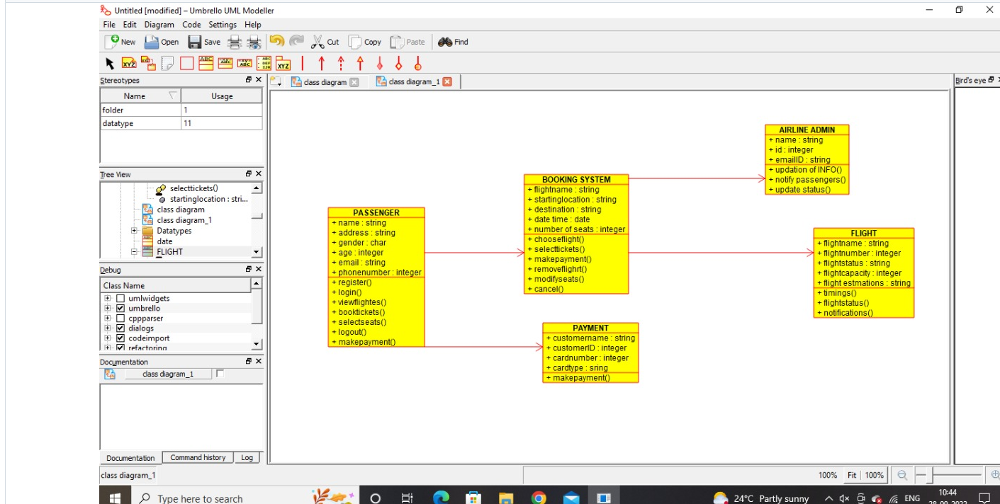 Untitled [modified] – Umbrello UML Modeller
File Edit Diagram Code Settings Help
New Open Save Cut Copy Paste Find
Stereotypes
Name Usage
folder 1
datatype 11
Tree View
selecttickets()
startinglocation : stri...
class diagram
class diagram_1
Datatypes
date
FLIGHT
Debug
Class Name
umlwidgets
umbrello
cppparser
dialogs
codeimport
refactoring
Documentation
class diagram_1
Documentation Command history Log
class diagram_1
class diagram class diagram_1
Bird's eye
PASSENGER
+ name : string
+ address : string
+ gender : char
+ age : integer
+ email : string
+ phonenumber : integer
+ register()
+ login()
+ viewflightes()
+ booktickets()
+ selectseats()
+ logout()
+ makepayment()
BOOKING SYSTEM
+ flightname : string
+ startinglocation : string
+ destination : string
+ date time : date
+ number of seats : integer
+ chooseflight()
+ selecttickets()
+ makepayment()
+ removeflighrt()
+ modifyseats()
+ cancel()
PAYMENT
+ customername : string
+ customerID : integer
+ cardnumber : integer
+ cardtype : sring
+ makepayment()
AIRLINE ADMIN
+ name : string
+ id : integer
+ emailID : string
+ updation of INFO()
+ notify passengers()
+ update status()
FLIGHT
+ flightname : string
+ flightnumber : integer
+ flightstatus : string
+ flightcapacity : integer
+ flight estmations : string
+ timings()
+ flightstatus()
+ notifications()
100% Fit 100%
Type here to search
24°C Partly sunny ENG
10:44